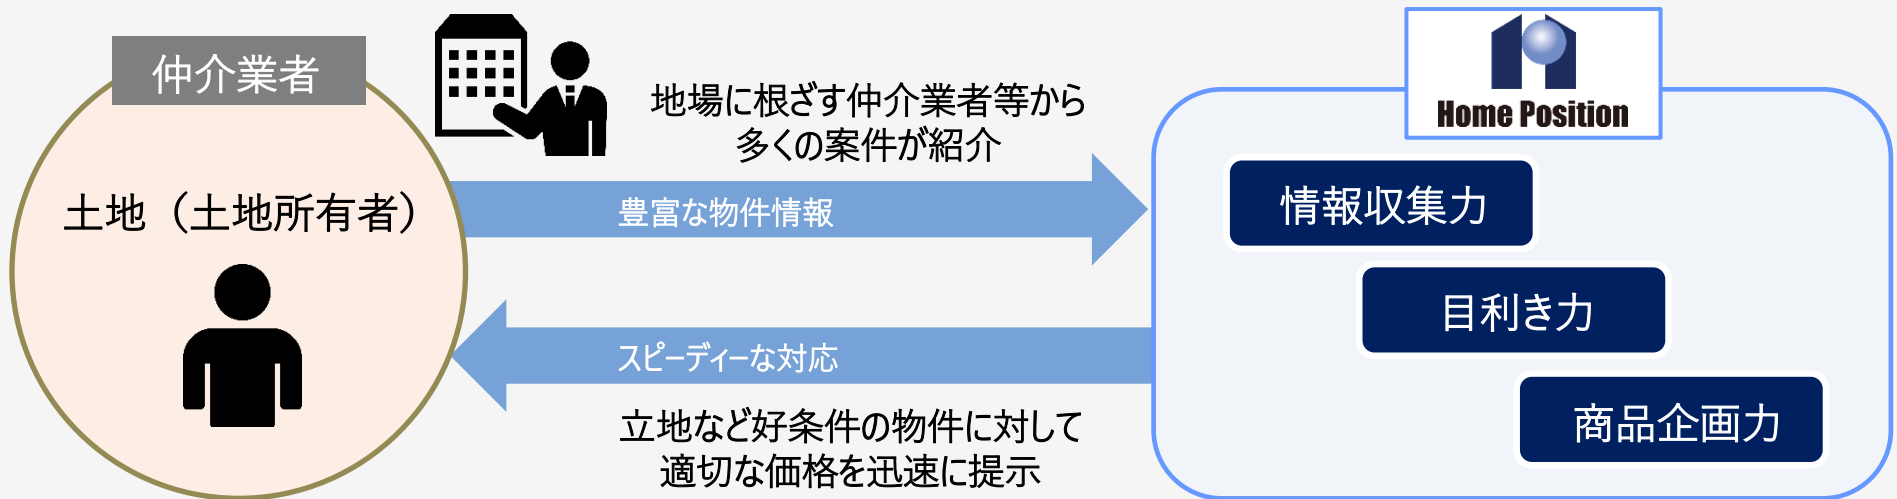 仲介業者
土地（土地所有者）
地場に根ざす仲介業者等から
多くの案件が紹介
豊富な物件情報
スピーディーな対応
立地など好条件の物件に対して
適切な価格を迅速に提示
Home Position
情報収集力
目利き力
商品企画力